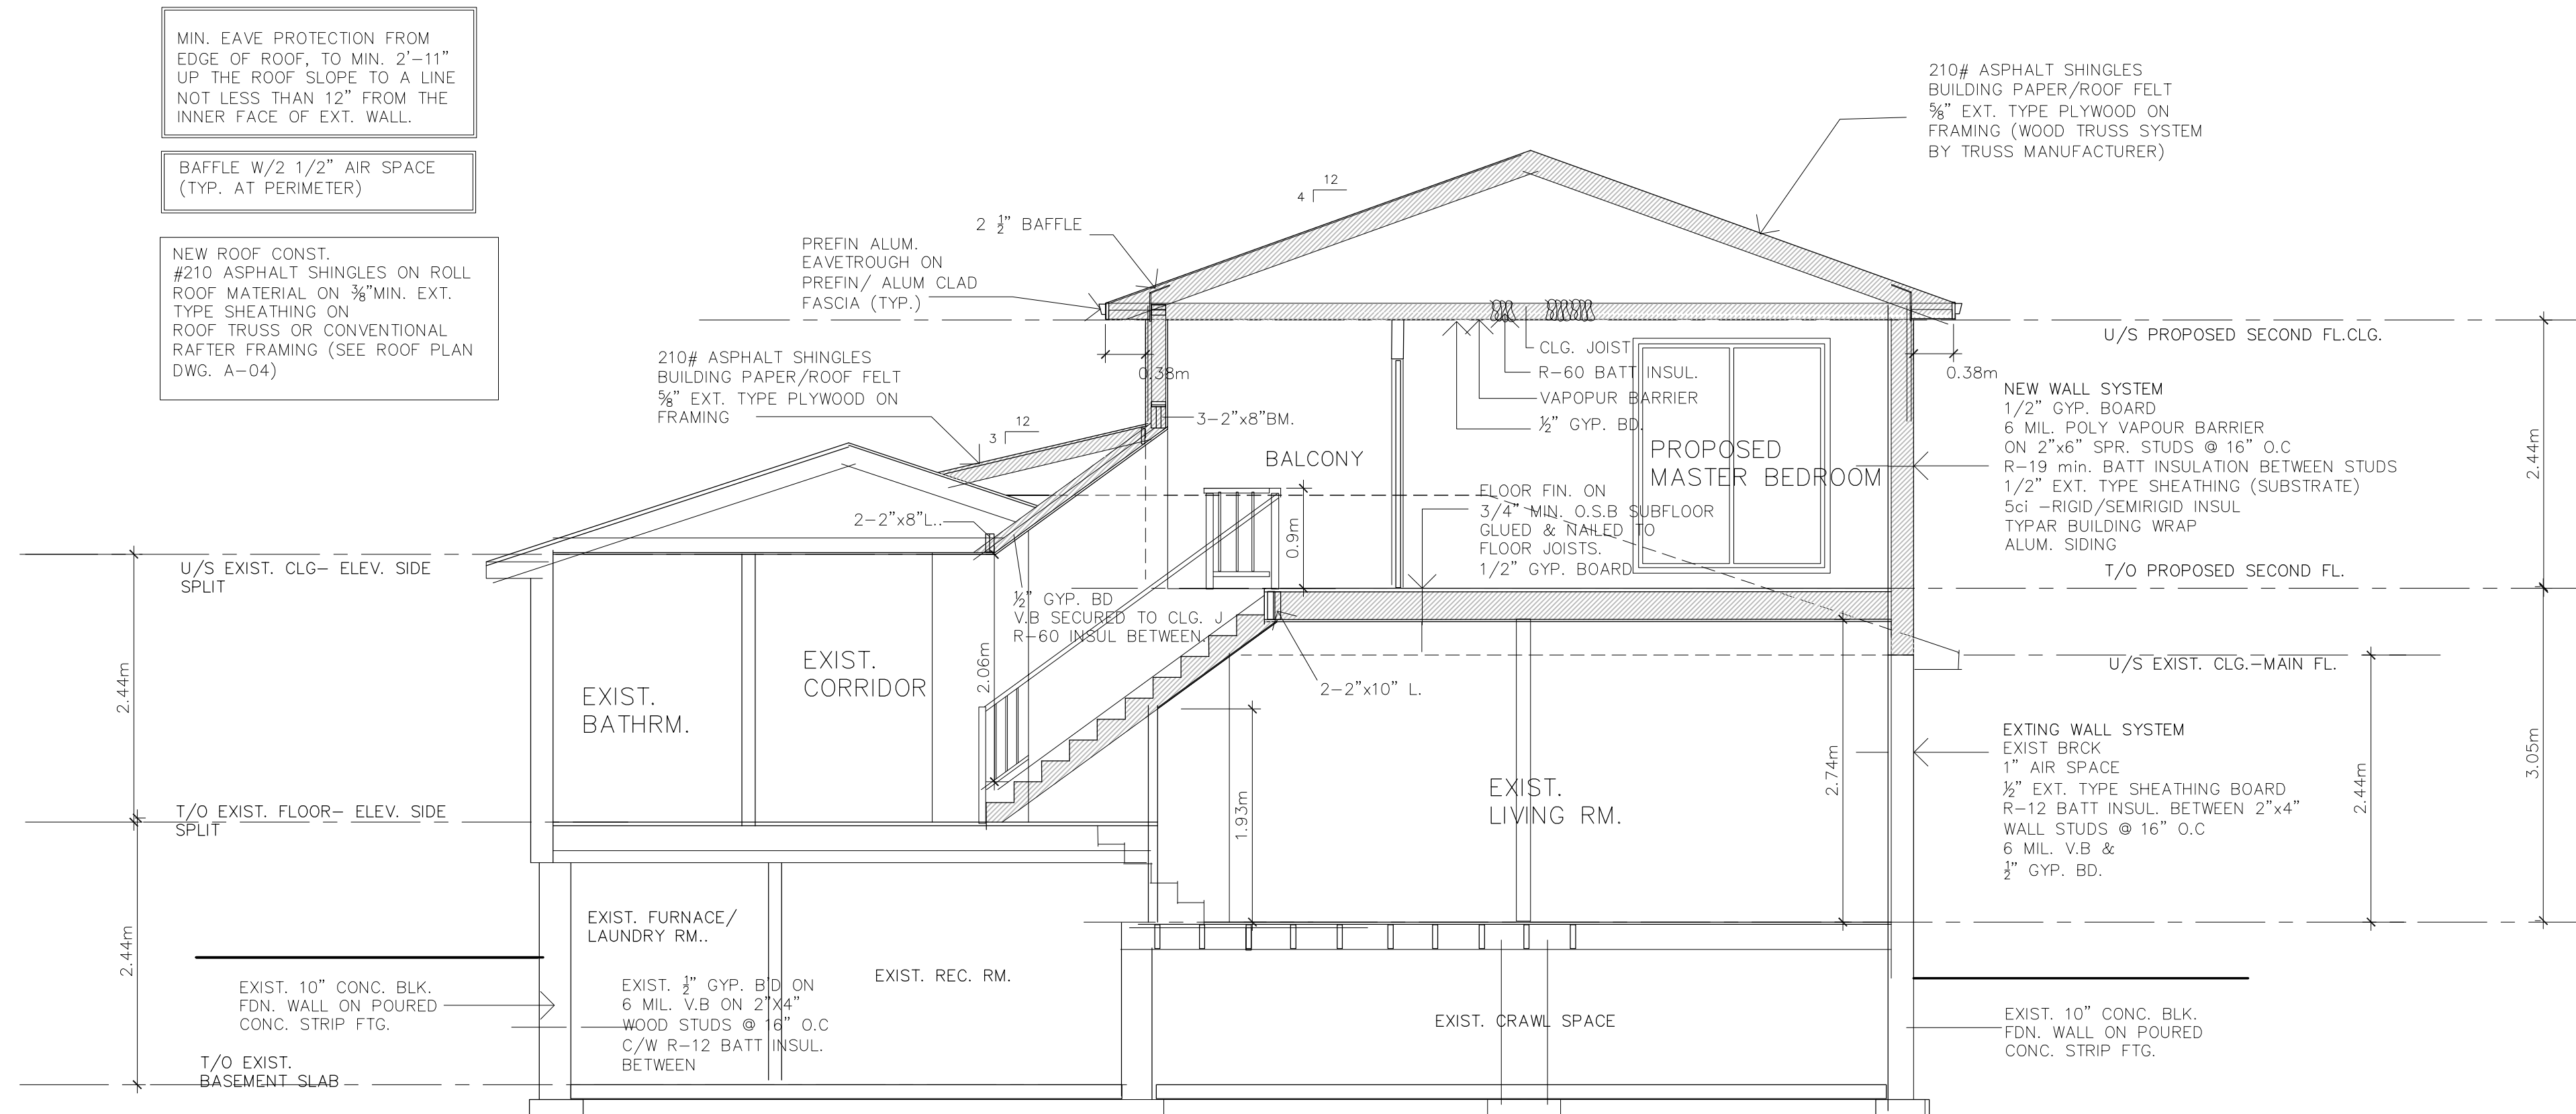 MIN. EAVE PROTECTION FROM
EDGE OF ROOF, TO MIN. 2'-11"
UP THE ROOF SLOPE TO A LINE
NOT LESS THAN 12" FROM THE
INNER FACE OF EXT. WALL.
BAFFLE W/2 1/2" AIR SPACE
(TYP. AT PERIMETER)
NEW ROOF CONST.
#210 ASPHALT SHINGLES ON ROLL
ROOF MATERIAL ON 3/8"MIN. EXT.
TYPE SHEATHING ON
ROOF TRUSS OR CONVENTIONAL
RAFTER FRAMING (SEE ROOF PLAN
DWG. A-04)
210# ASPHALT SHINGLES
BUILDING PAPER/ROOF FELT
5/8" EXT. TYPE PLYWOOD ON
FRAMING (WOOD TRUSS SYSTEM
BY TRUSS MANUFACTURER)
12
4
2 1/2" BAFFLE
PREFIN ALUM.
EAVETROUGH ON
PREFIN/ ALUM CLAD
FASCIA (TYP.)
210# ASPHALT SHINGLES
BUILDING PAPER/ROOF FELT
5/8" EXT. TYPE PLYWOOD ON
FRAMING
12
3
0.38m
3-2"x8"BM.
CLG. JOIST
R-60 BATT INSUL.
VAPOPUR BARRIER
1/2" GYP. BD.
BALCONY
PROPOSED
MASTER BEDROOM
FLOOR FIN. ON
3/4" MIN. O.S.B SUBFLOOR
GLUED & NAILED TO
FLOOR JOISTS.
1/2" GYP. BOARD
0.9m
U/S PROPOSED SECOND FL.CLG.
0.38m
NEW WALL SYSTEM
1/2" GYP. BOARD
6 MIL. POLY VAPOUR BARRIER
ON 2"x6" SPR. STUDS @ 16" O.C
R-19 min. BATT INSULATION BETWEEN STUDS
1/2" EXT. TYPE SHEATHING (SUBSTRATE)
5ci -RIGID/SEMIRIGID INSUL
TYPAR BUILDING WRAP
ALUM. SIDING
2.44m
T/O PROPOSED SECOND FL.
2-2"x8"L..
U/S EXIST. CLG- ELEV. SIDE
SPLIT
1/2" GYP. BD
V.B SECURED TO CLG. J
R-60 INSUL BETWEEN.
2.44m
EXIST.
BATHRM.
EXIST.
CORRIDOR
2.06m
2-2"x10" L.
U/S EXIST. CLG.-MAIN FL.
EXTING WALL SYSTEM
EXIST BRCK
1" AIR SPACE
1/2" EXT. TYPE SHEATHING BOARD
R-12 BATT INSUL. BETWEEN 2"x4"
WALL STUDS @ 16" O.C
6 MIL. V.B &
1/2" GYP. BD.
2.44m
3.05m
EXIST.
LIVING RM.
1.93m
2.74m
T/O EXIST. FLOOR- ELEV. SIDE
SPLIT
2.44m
EXIST. FURNACE/
LAUNDRY RM..
EXIST. REC. RM.
EXIST. 1/2" GYP. B'D ON
6 MIL. V.B ON 2"X4"
WOOD STUDS @ 16" O.C
C/W R-12 BATT INSUL.
BETWEEN
EXIST. 10" CONC. BLK.
FDN. WALL ON POURED
CONC. STRIP FTG.
T/O EXIST.
BASEMENT SLAB
EXIST. CRAWL SPACE
EXIST. 10" CONC. BLK.
FDN. WALL ON POURED
CONC. STRIP FTG.